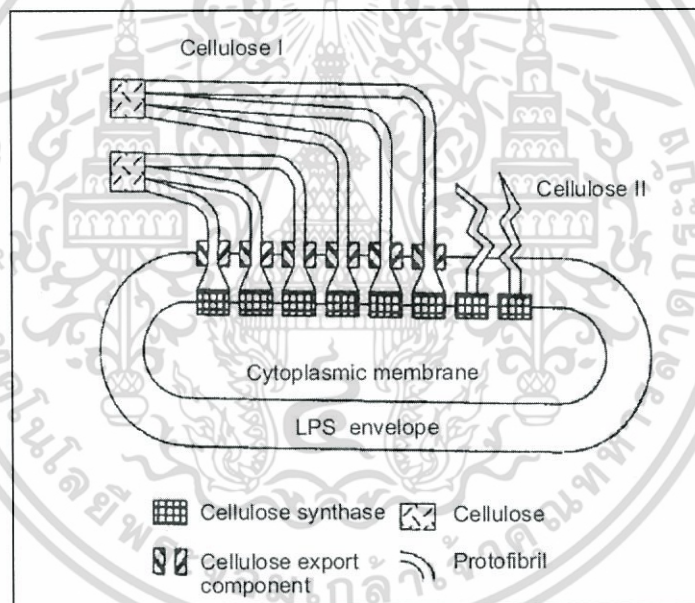 Cellulose I
Cellulose II
Cytoplasmic membrane
LPS envelope
Cellulose synthase
Cellulose
Cellulose export
component
Protofibril